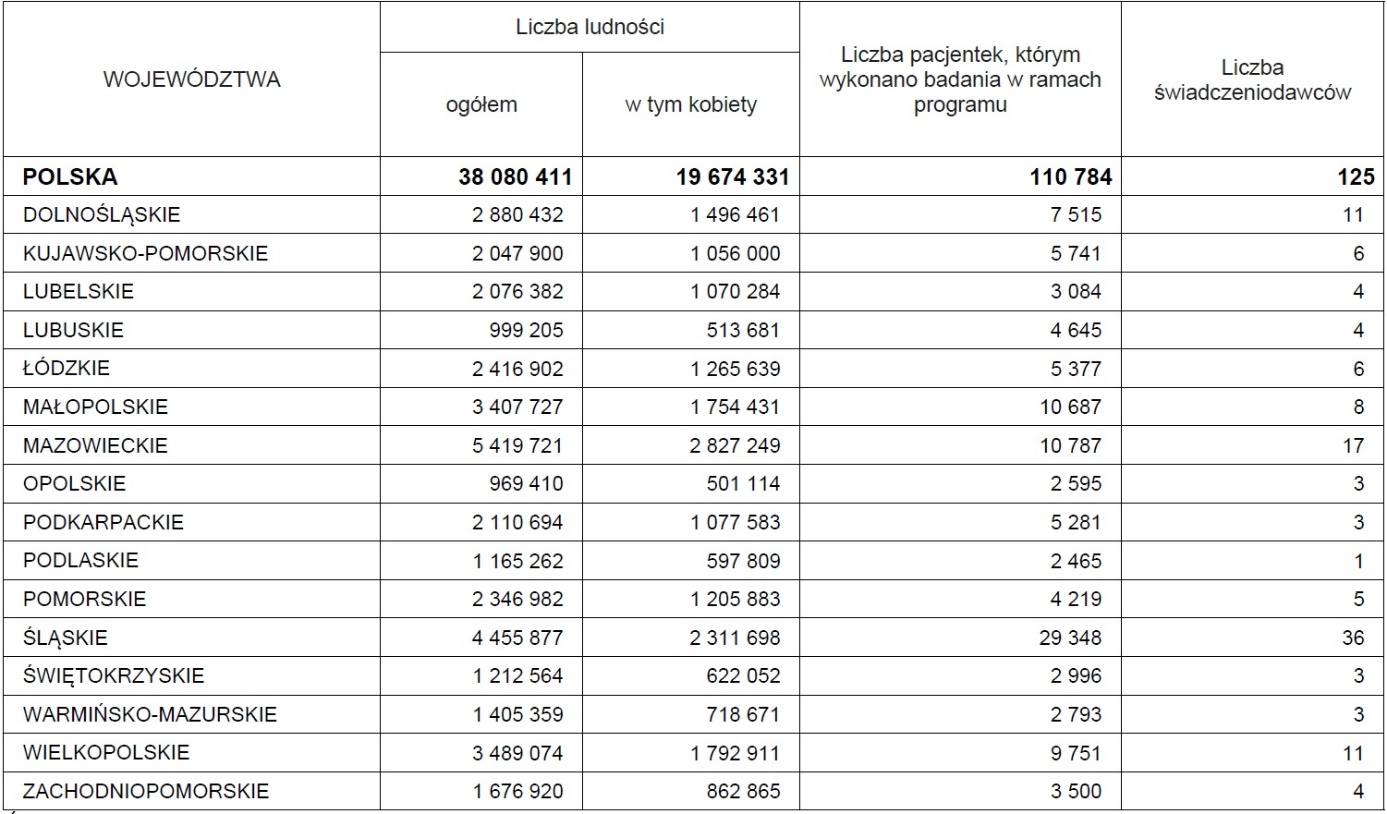 WOJEWÓDZTWA
Liczba ludności
ogółem
w tym kobiety
Liczba pacjentek, którym
wykonano badania w ramach
programu
Liczba
świadczeniodawców
POLSKA 38 080 411 19 674 331 110 784 125
DOLNOŚLĄSKIE 2 880 432 1 496 461 7 515 11
KUJAWSKO-POMORSKIE 2 047 900 1 056 000 5 741 6
LUBELSKIE 2 076 382 1 070 284 3 084 4
LUBUSKIE 999 205 513 681 4 645 4
ŁÓDZKIE 2 416 902 1 265 639 5 377 6
MAŁOPOLSKIE 3 407 727 1 754 431 10 687 8
MAZOWIECKIE 5 419 721 2 827 249 10 787 17
OPOLSKIE 969 410 501 114 2 595 3
PODKARPACKIE 2 110 694 1 077 583 5 281 3
PODLASKIE 1 165 262 597 809 2 465 1
POMORSKIE 2 346 982 1 205 883 4 219 5
ŚLĄSKIE 4 455 877 2 311 698 29 348 36
ŚWIĘTOKRZYSKIE 1 212 564 622 052 2 996 3
WARMIŃSKO-MAZURSKIE 1 405 359 718 671 2 793 3
WIELKOPOLSKIE 3 489 074 1 792 911 9 751 11
ZACHODNIOPOMORSKIE 1 676 920 862 865 3 500 4